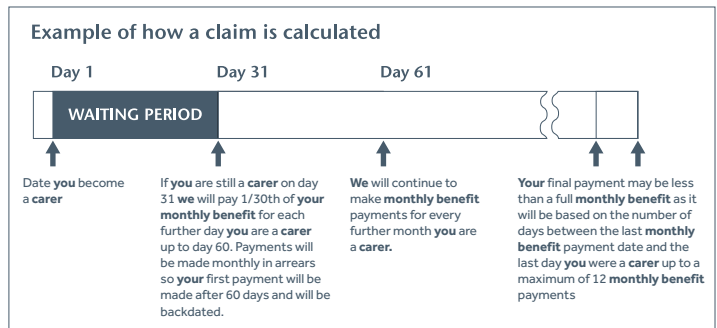 Example of how a claim is calculated
Day 1
Day 31
Day 61
WAITING PERIOD
Date you become
a carer
If you are still a carer on day
31 we will pay 1/30th of your
monthly benefit for each
further day you are a carer
up to day 60. Payments will
be made monthly in arrears
so your first payment will be
made after 60 days and will be
backdated.
We will continue to
make monthly benefit
payments for every
further month you are
a carer.
Your final payment may be less
than a full monthly benefit as it
will be based on the number of
days between the last monthly
benefit payment date and the
last day you were a carer up to a
maximum of 12 monthly benefit
payments